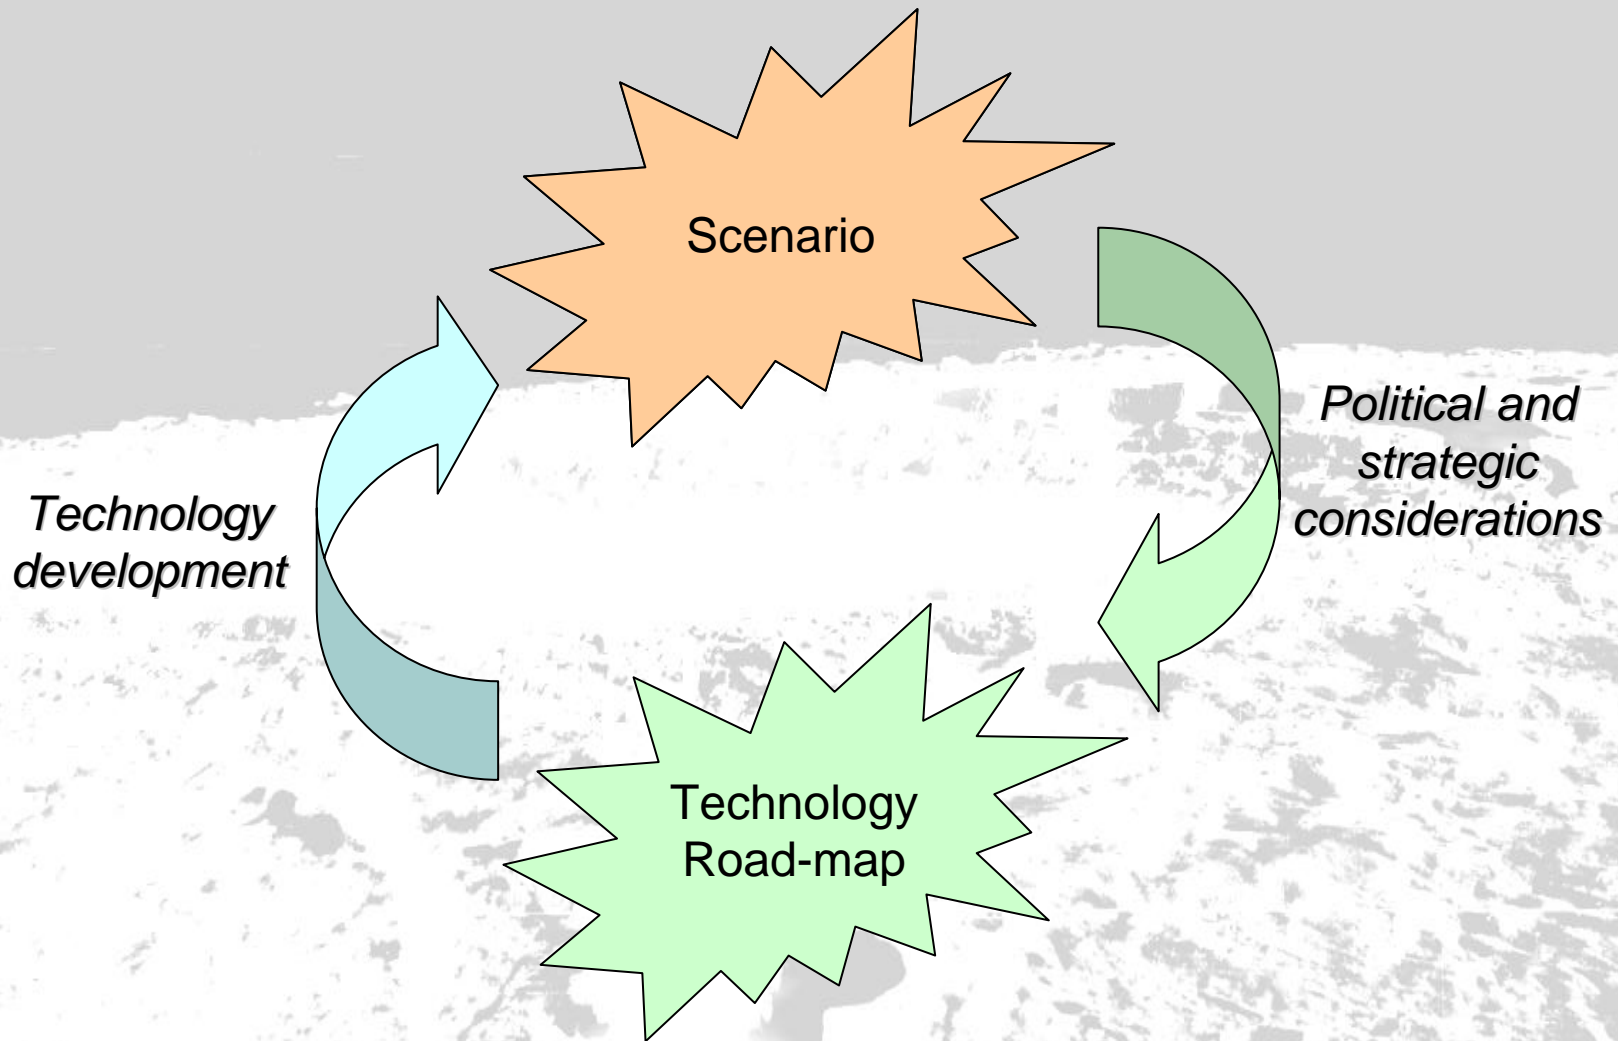 Scenario
Political and
strategic
considerations
Technology
development
Technology
Road-map